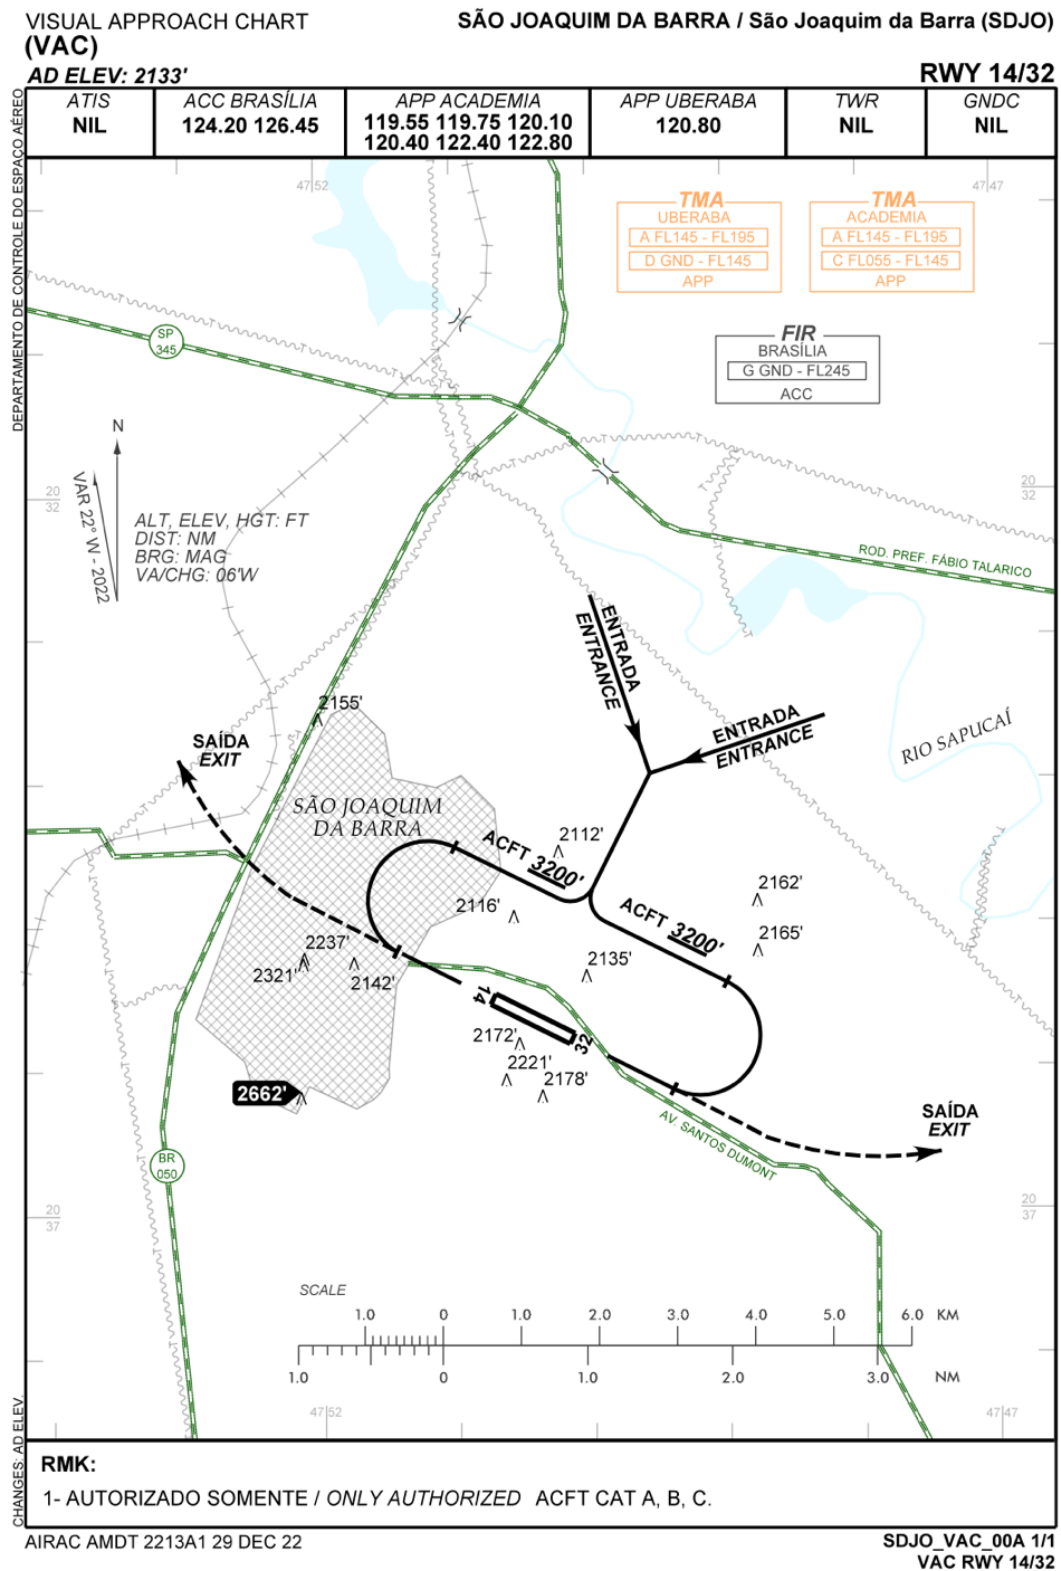 VISUAL APPROACH CHART
(VAC)
AD ELEV: 2133'
SÃO JOAQUIM DA BARRA / São Joaquim da Barra (SDJO)
RWY 14/32
ATIS
NIL
ACC BRASÍLIA
124.20 126.45
APP ACADEMIA
119.55 119.75 120.10
120.40 122.40 122.80
APP UBERABA
120.80
TWR
NIL
GNDC
NIL
DEPARTAMENTO DE CONTROLE DO ESPAÇO AÉREO
47 52
47 47
TMA
UBERABA
A FL145 - FL195
D GND - FL145
APP
TMA
ACADEMIA
A FL145 - FL195
C FL055 - FL145
APP
FIR
BRASÍLIA
G GND - FL245
ACC
SP
345
N
VAR 22° W - 2022
20
32
20
32
ALT, ELEV, HGT: FT
DIST: NM
BRG: MAG
VA/CHG: 06'W
ROD. PREF. FÁBIO TALARICO
ENTRADA
ENTRANCE
ENTRADA
ENTRANCE
RIO SAPUCAÍ
2155'
SAÍDA
EXIT
SÃO JOAQUIM
DA BARRA
ACFT 3200'
2112'
2162'
2116'
ACFT 3200'
2165'
2237'
2321'
2142'
2135'
14
32
2172'
2221'
2178'
2662'
SAÍDA
EXIT
AV. SANTOS DUMONT
BR
050
20
37
20
37
SCALE
1.0 0 1.0 2.0 3.0 4.0 5.0 6.0 KM
1.0 0 1.0 2.0 3.0 NM
47 52
47 47
CHANGES: AD ELEV.
RMK:
1- AUTORIZADO SOMENTE / ONLY AUTHORIZED ACFT CAT A, B, C.
AIRAC AMDT 2213A1 29 DEC 22
SDJO_VAC_00A 1/1
VAC RWY 14/32